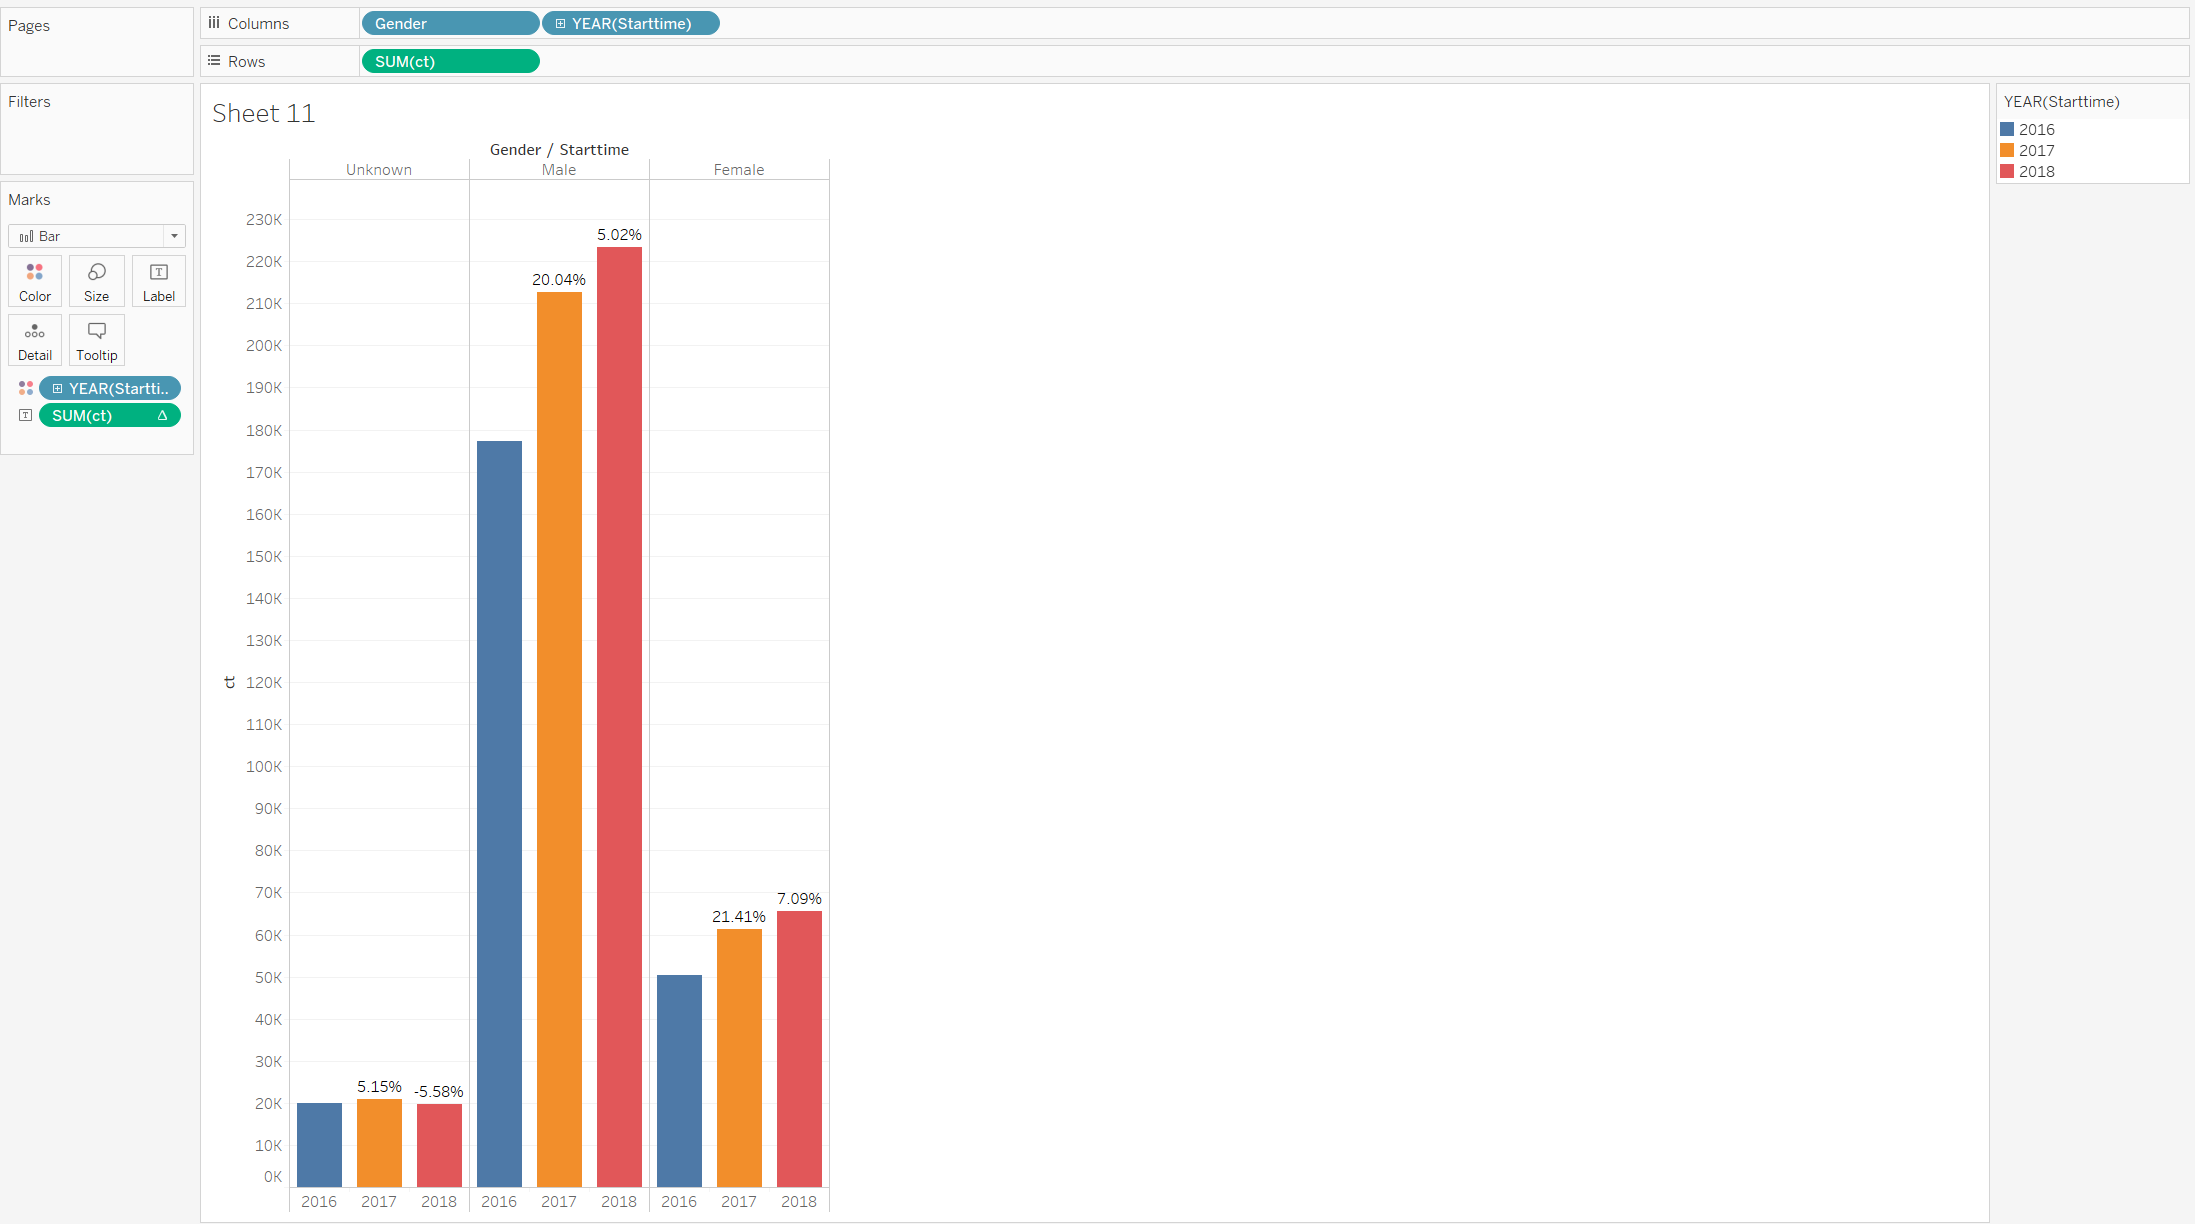 Pages
Columns
Gender
YEAR(Starttime)
Rows
SUM(ct)
Filters
Marks
Bar
Color
Size
Label
Detail
Tooltip
YEAR(Startti..
SUM(ct)
Sheet 11
Gender / Starttime
Unknown
Male
Female
230K
220K
210K
200K
190K
180K
170K
160K
150K
140K
130K
120K
110K
100K
90K
80K
70K
60K
50K
40K
30K
20K
10K
0K
ct
5.15%
-5.58%
20.04%
5.02%
21.41%
7.09%
2016
2017
2018
2016
2017
2018
2016
2017
2018
YEAR(Starttime)
2016
2017
2018